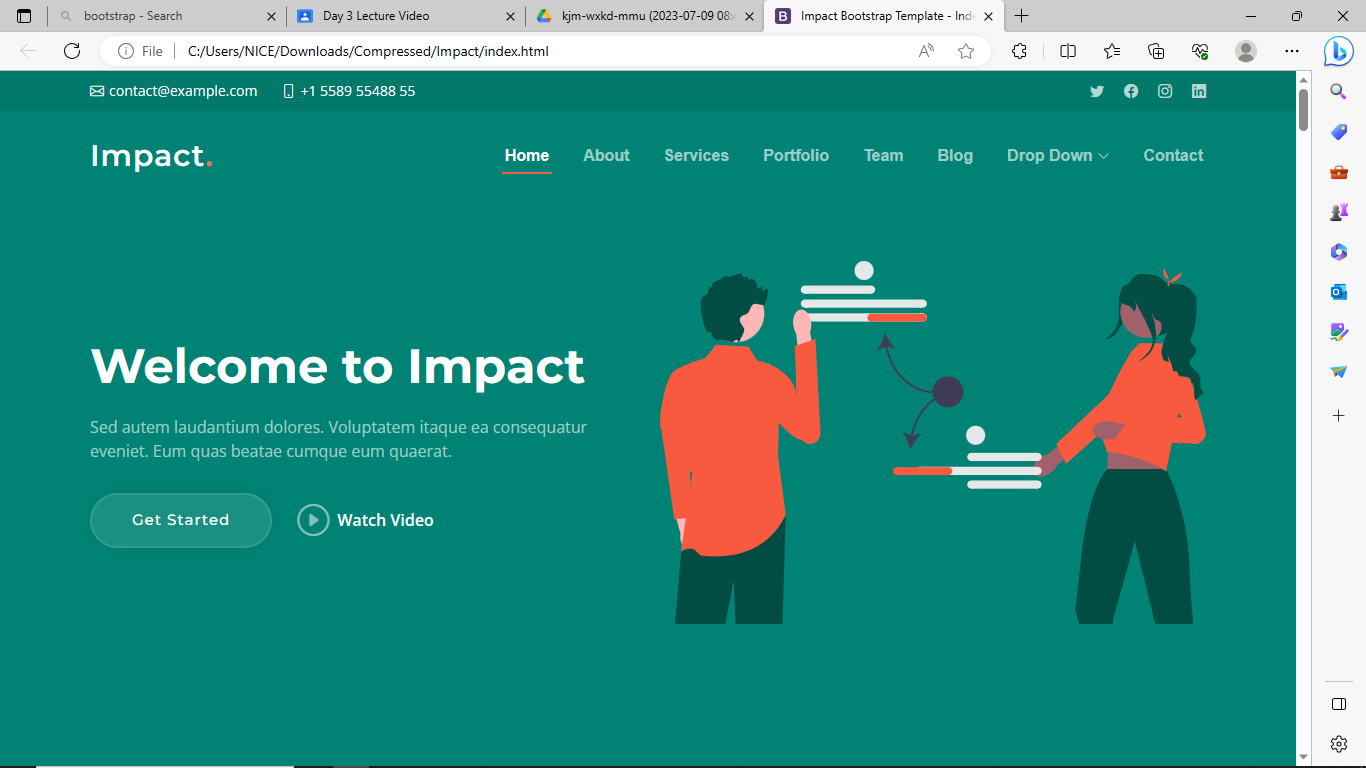 bootstrap - Search
Day 3 Lecture Video
kjm-wxkd-mmu (2023-07-09 08:
Impact Bootstrap Template - Inde
File
C:/Users/NICE/Downloads/Compressed/Impact/index.html
contact@example.com
+1 5589 55488 55
Impact.
Home About Services Portfolio Team Blog Drop Down Contact
Welcome to Impact
Sed autem laudantium dolores. Voluptatem itaque ea consequatur
eveniet. Eum quas beatae cumque eum quaerat.
Get Started
Watch Video